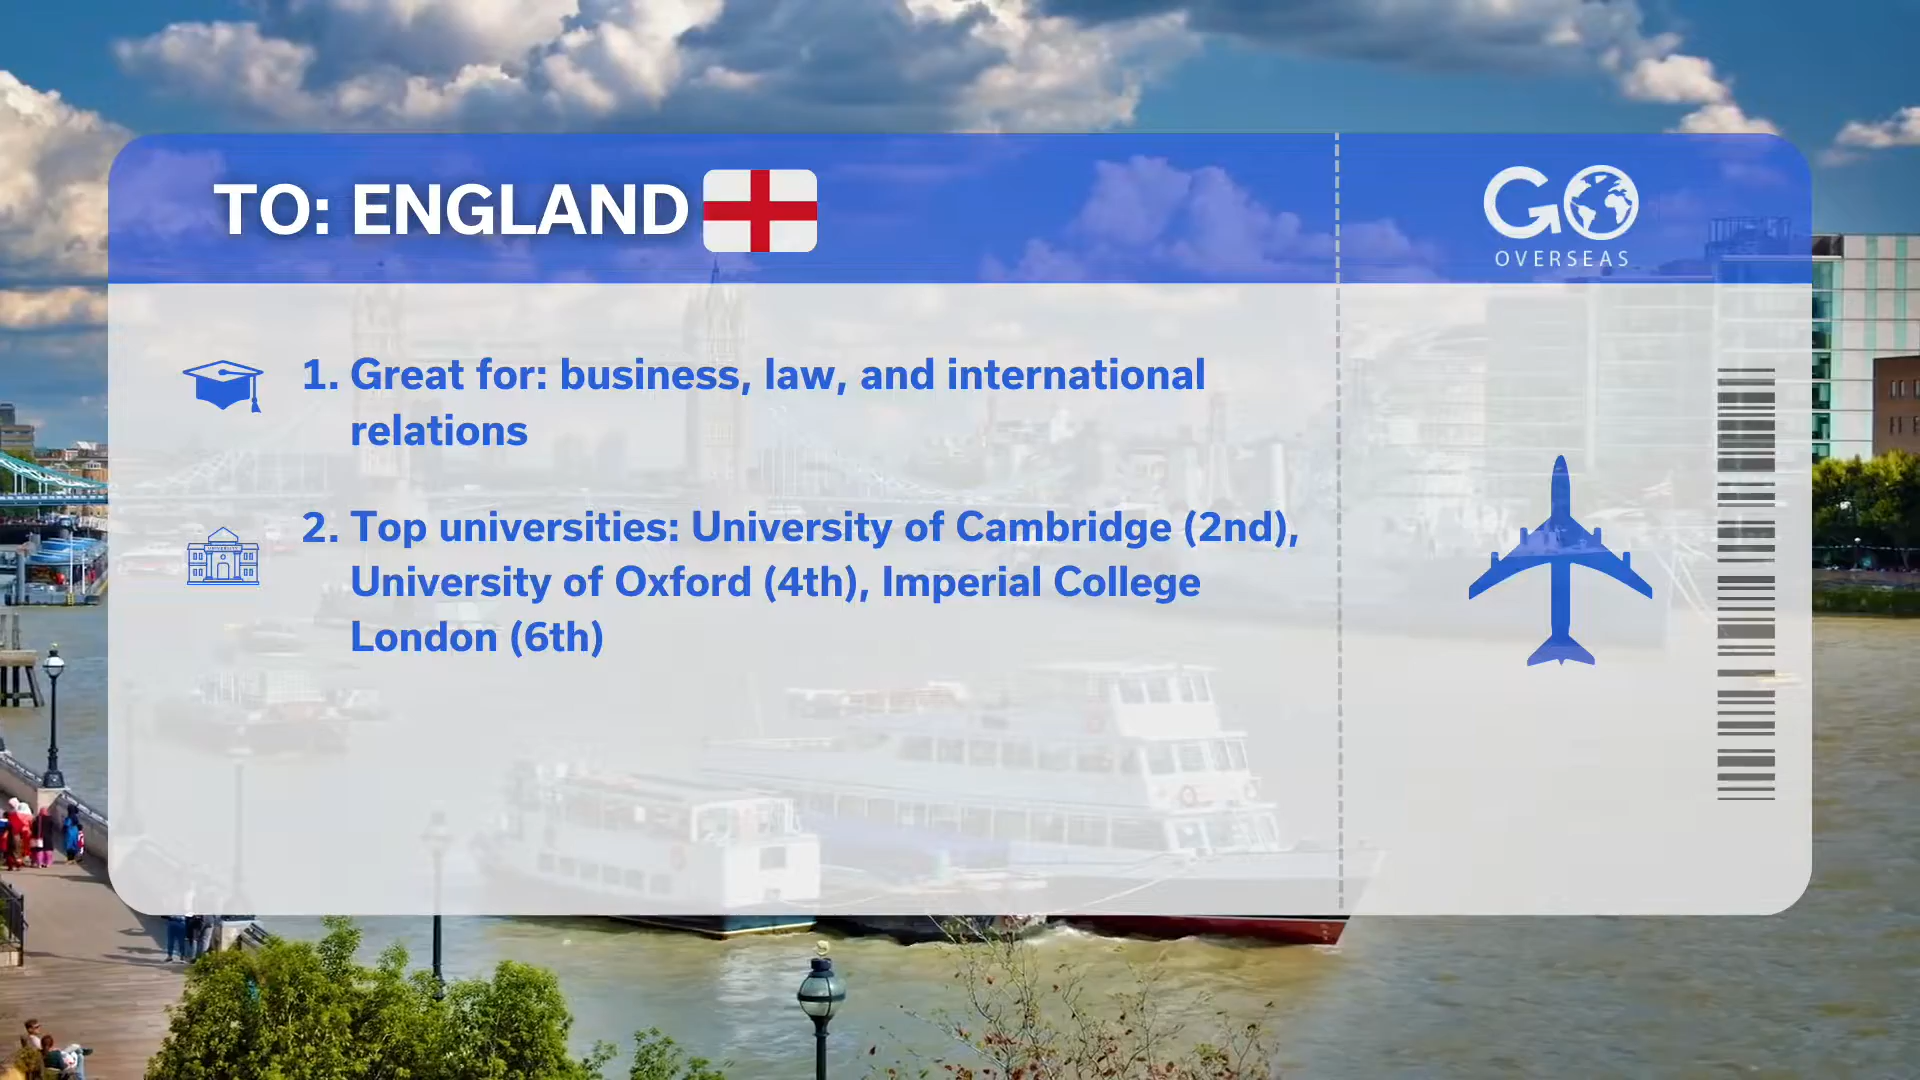 TO: ENGLAND
GO
OVERSEAS
1. Great for: business, law, and international
relations
UNIVERSITY
2. Top universities: University of Cambridge (2nd),
University of Oxford (4th), Imperial College
London (6th)